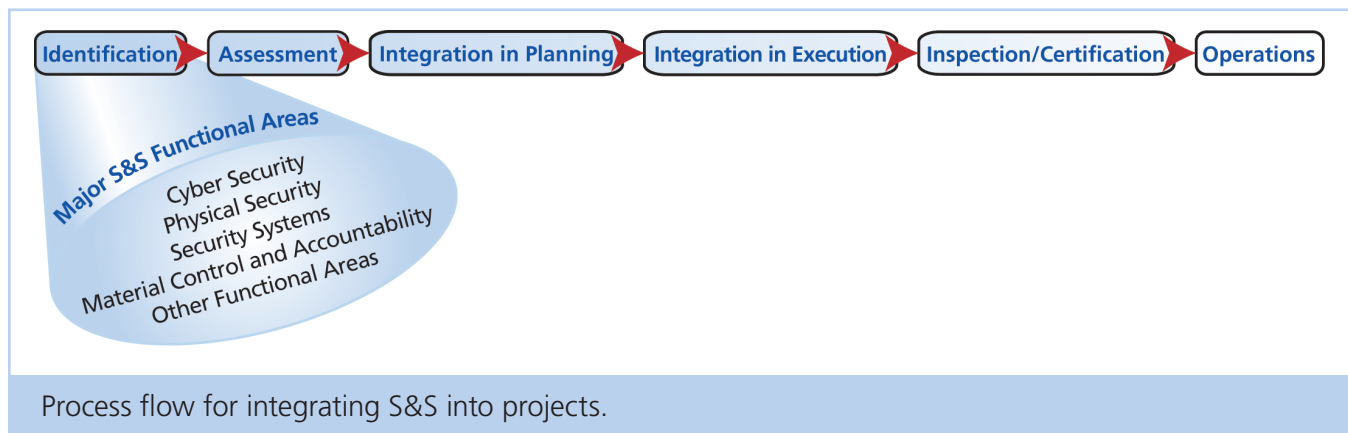 Identification Assessment Integration in Planning Integration in Execution Inspection/Certification Operations
Major S&S Functional Areas
Cyber Security
Physical Security
Security Systems
Material Control and Accountability
Other Functional Areas
Process flow for integrating S&S into projects.